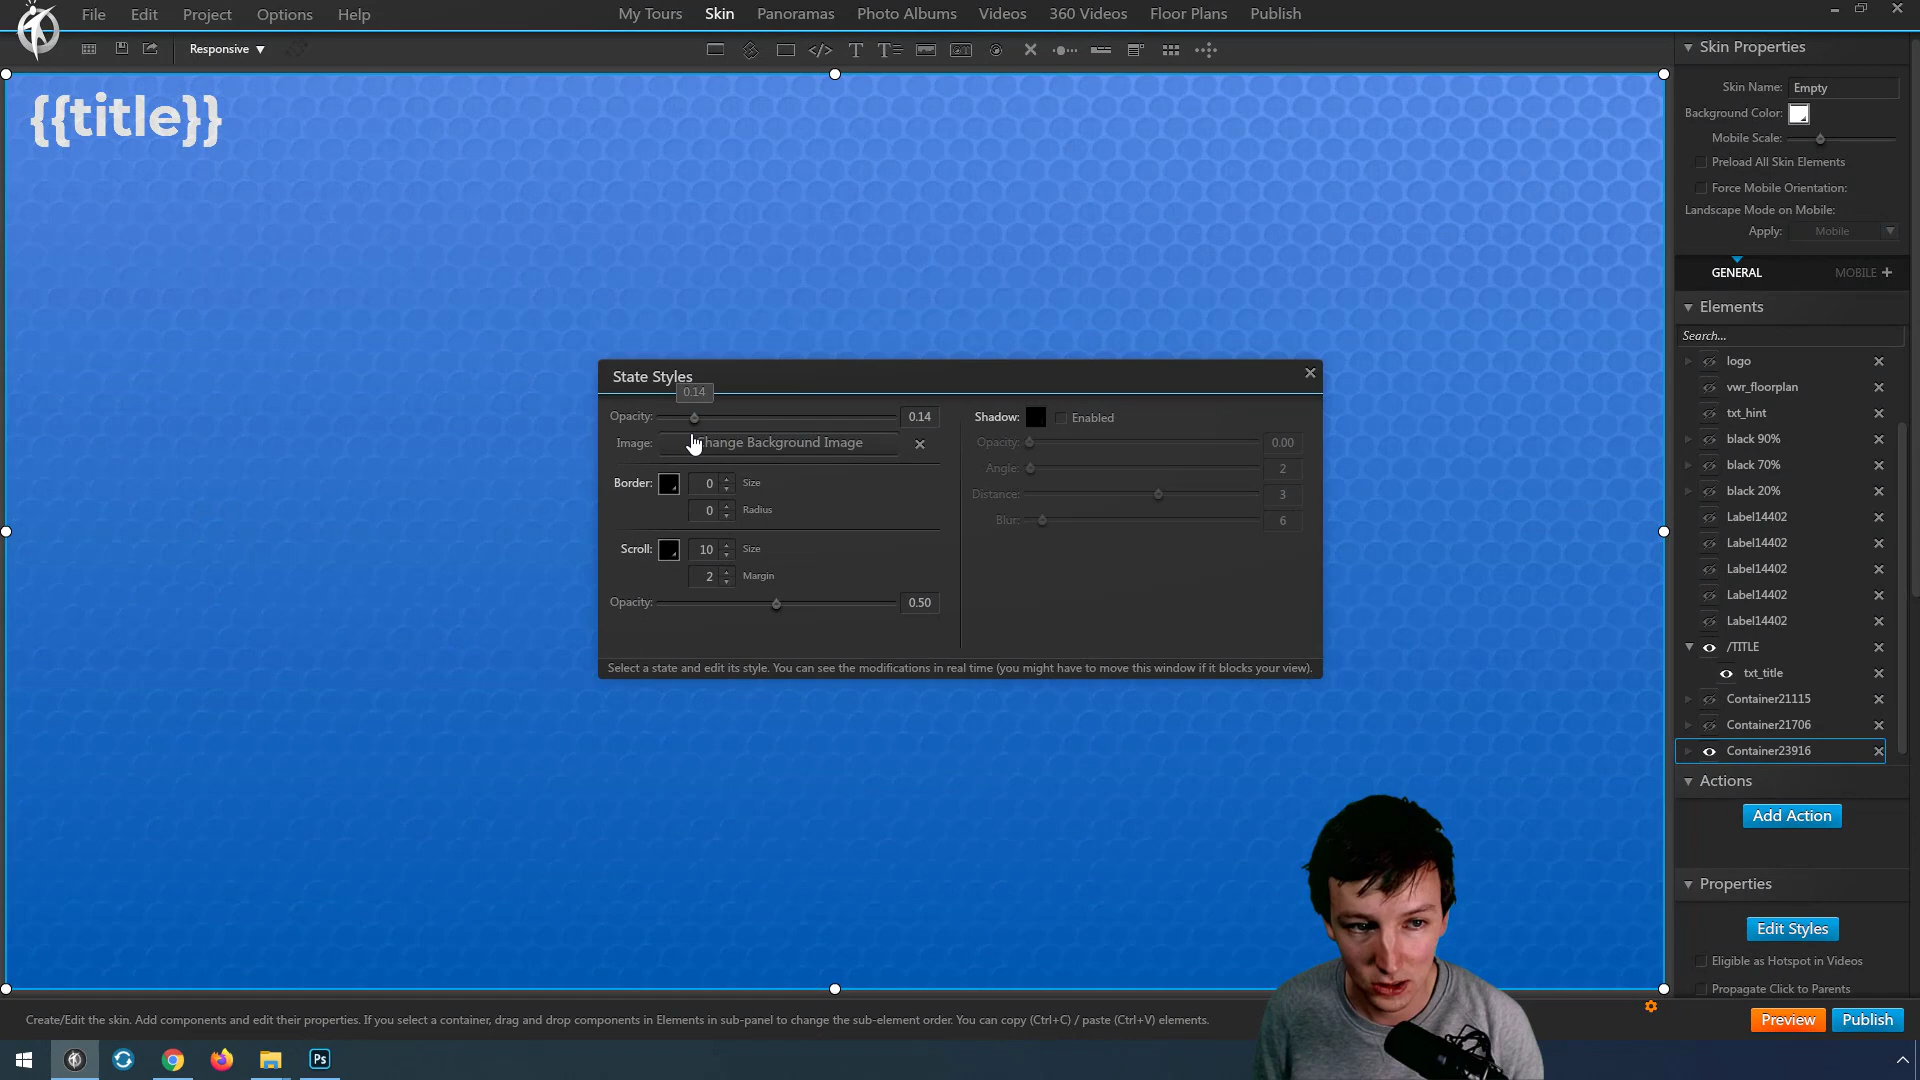 File Edit Project Options Help
My Tours Skin Panoramas Photo Albums Videos 360 Videos Floor Plans Publish
Responsive
{{title}}
Skin Properties
Skin Name: Empty
Background Color:
Mobile Scale:
Preload All Skin Elements
Force Mobile Orientation:
Landscape Mode on Mobile:
Apply: Mobile
GENERAL MOBILE
Elements
Search...
logo
vwr_floorplan
txt_hint
black 90%
black 70%
black 20%
Label14402
Label14402
Label14402
Label14402
Label14402
/TITLE
txt_title
Container21115
Container21706
Container23916
Actions
Add Action
Properties
Edit Styles
Eligible as Hotspot in Videos
Propagate Click to Parents
State Styles
0.14
Opacity: 0.14
Image: Change Background Image
Border: 0 Size
0 Radius
Scroll: 10 Size
2 Margin
Opacity: 0.50
Shadow: Enabled
Opacity: 0.00
Angle: 2
Distance: 3
Blur: 6
Select a state and edit its style. You can see the modifications in real time (you might have to move this window if it blocks your view).
Create/Edit the skin. Add components and edit their properties. If you select a container, drag and drop components in Elements in sub-panel to change the sub-element order. You can copy (Ctrl+C) / paste (Ctrl+V) elements.
Preview Publish
Ps